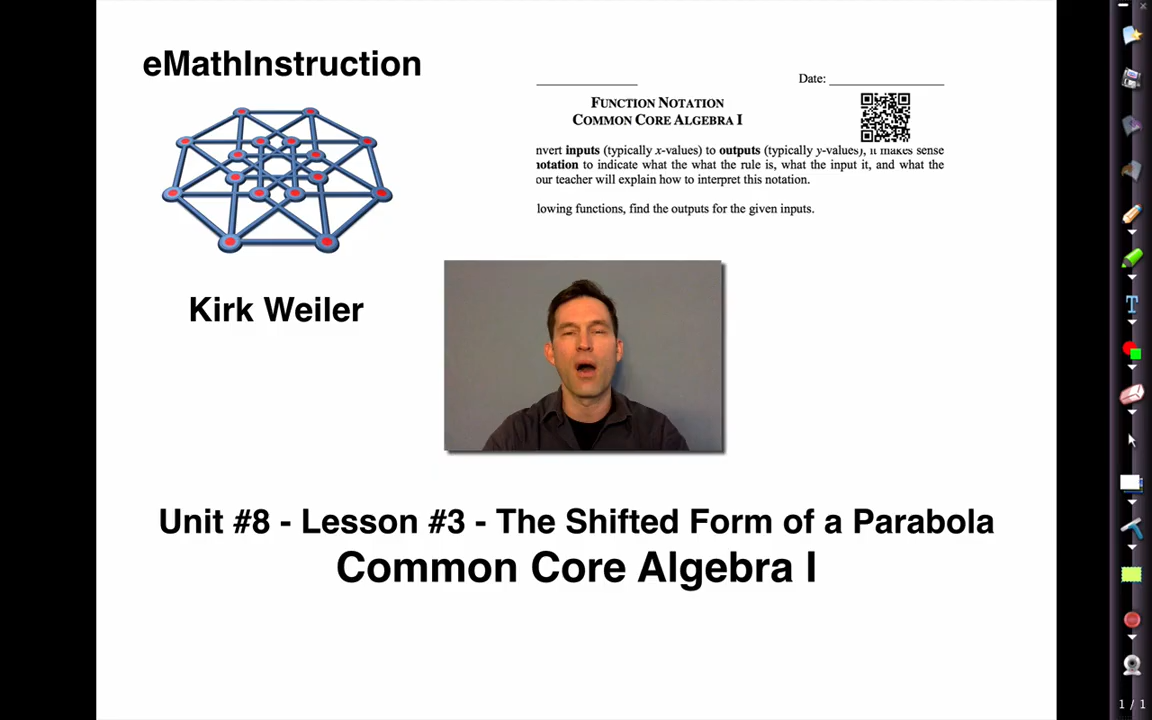 eMathInstruction
Date:
FUNCTION NOTATION
COMMON CORE ALGEBRA I
nvert inputs (typically x-values) to outputs (typically y-values), it makes sense
notation to indicate what the what the rule is, what the input it, and what the
our teacher will explain how to interpret this notation.
lowing functions, find the outputs for the given inputs.
Kirk Weiler
Unit #8 - Lesson #3 - The Shifted Form of a Parabola
Common Core Algebra I
T
1 / 1